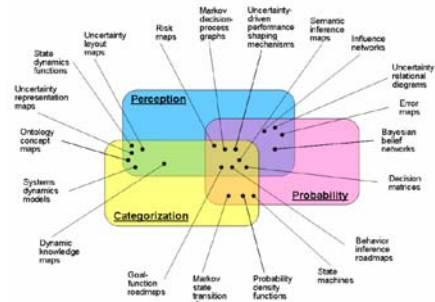 Risk
maps
Markov
decision-
process
graphs
Uncertainty-
driven performance
shaping
mechanisms
Semantic
inference
maps
Influence
networks
Uncertainty
layout
maps
State
dynamics
functions
Uncertainty
relational
diagrams
Uncertainty
representation
maps
Error
maps
Perception
Ontology
concept
maps
Bayesian
belief
networks
Systems
dynamics
models
Decision
matrices
Probability
Categorization
Dynamic
knowledge
maps
Behavior
inference
roadmaps
Goal-
function
roadmaps
Markov
state
transition
Probability
density
functions
State
machines